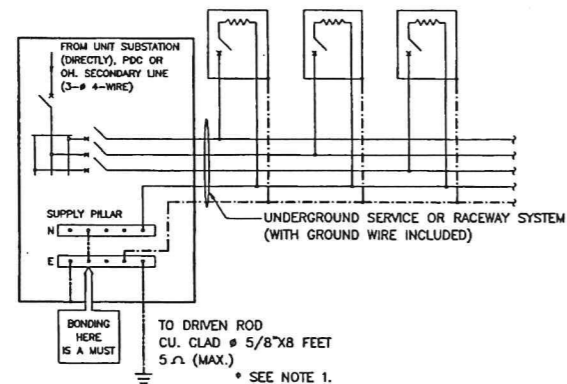 FROM UNIT SUBSTATION
(DIRECTLY), PDC OR
OH. SECONDARY LINE
(3-ø 4-WIRE)
SUPPLY PILLAR
N
E
UNDERGROUND SERVICE OR RACEWAY SYSTEM
(WITH GROUND WIRE INCLUDED)
BONDING
HERE
IS A MUST
TO DRIVEN ROD
CU. CLAD ø 5/8"X8 FEET
5 Ω (MAX.)
* SEE NOTE 1.